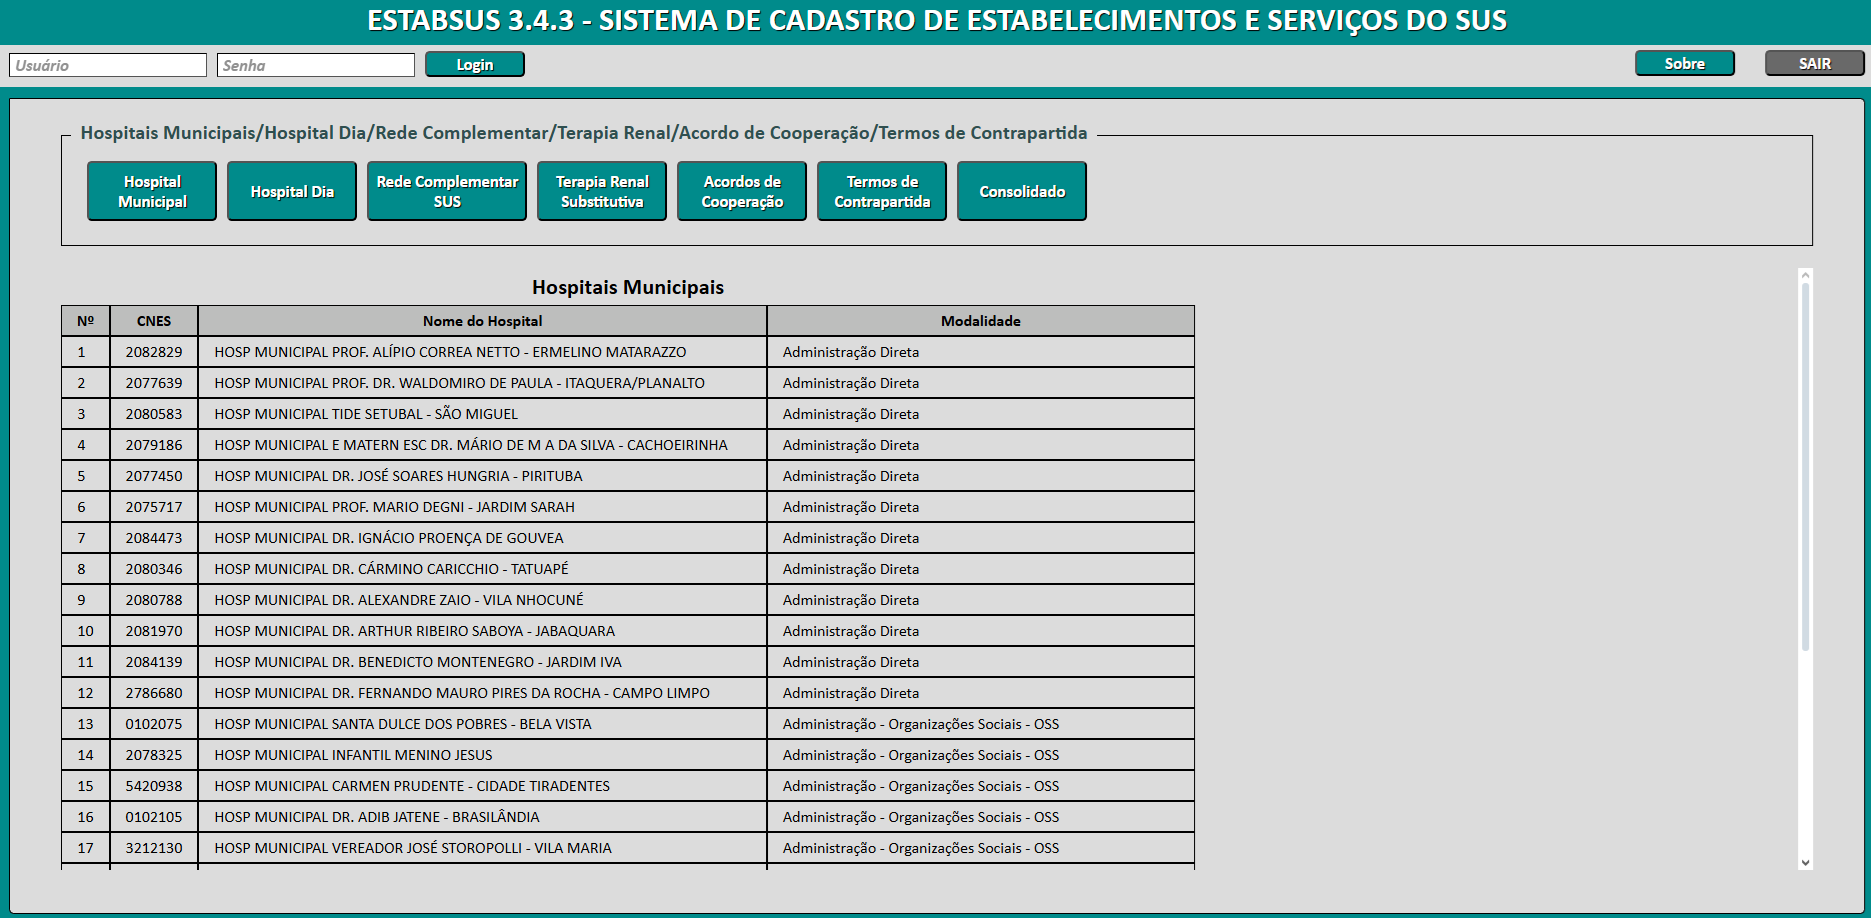 ESTABSUS 3.4.3 - SISTEMA DE CADASTRO DE ESTABELECIMENTOS E SERVIÇOS DO SUS
Usuário Senha Login Sobre SAIR
Hospitais Municipais/Hospital Dia/Rede Complementar/Terapia Renal/Acordo de Cooperação/Termos de Contrapartida
Hospital Municipal
Hospital Dia
Rede Complementar SUS
Terapia Renal Substitutiva
Acordos de Cooperação
Termos de Contrapartida
Consolidado
Hospitais Municipais
Nº CNES Nome do Hospital Modalidade
1 2082829 HOSP MUNICIPAL PROF. ALÍPIO CORREA NETTO - ERMELINO MATARAZZO Administração Direta
2 2077639 HOSP MUNICIPAL PROF. DR. WALDOMIRO DE PAULA - ITAQUERA/PLANALTO Administração Direta
3 2080583 HOSP MUNICIPAL TIDE SETUBAL - SÃO MIGUEL Administração Direta
4 2079186 HOSP MUNICIPAL E MATERN ESC DR. MÁRIO DE M A DA SILVA - CACHOEIRINHA Administração Direta
5 2077450 HOSP MUNICIPAL DR. JOSÉ SOARES HUNGRIA - PIRITUBA Administração Direta
6 2075717 HOSP MUNICIPAL PROF. MARIO DEGNI - JARDIM SARAH Administração Direta
7 2084473 HOSP MUNICIPAL DR. IGNÁCIO PROENÇA DE GOUVEA Administração Direta
8 2080346 HOSP MUNICIPAL DR. CÁRMINO CARICCHIO - TATUAPÉ Administração Direta
9 2080788 HOSP MUNICIPAL DR. ALEXANDRE ZAIO - VILA NHOCUNÉ Administração Direta
10 2081970 HOSP MUNICIPAL DR. ARTHUR RIBEIRO SABOYA - JABAQUARA Administração Direta
11 2084139 HOSP MUNICIPAL DR. BENEDICTO MONTENEGRO - JARDIM IVA Administração Direta
12 2786680 HOSP MUNICIPAL DR. FERNANDO MAURO PIRES DA ROCHA - CAMPO LIMPO Administração Direta
13 0102075 HOSP MUNICIPAL SANTA DULCE DOS POBRES - BELA VISTA Administração - Organizações Sociais - OSS
14 2078325 HOSP MUNICIPAL INFANTIL MENINO JESUS Administração - Organizações Sociais - OSS
15 5420938 HOSP MUNICIPAL CARMEN PRUDENTE - CIDADE TIRADENTES Administração - Organizações Sociais - OSS
16 0102105 HOSP MUNICIPAL DR. ADIB JATENE - BRASILÂNDIA Administração - Organizações Sociais - OSS
17 3212130 HOSP MUNICIPAL VEREADOR JOSÉ STOROPOLLI - VILA MARIA Administração - Organizações Sociais - OSS